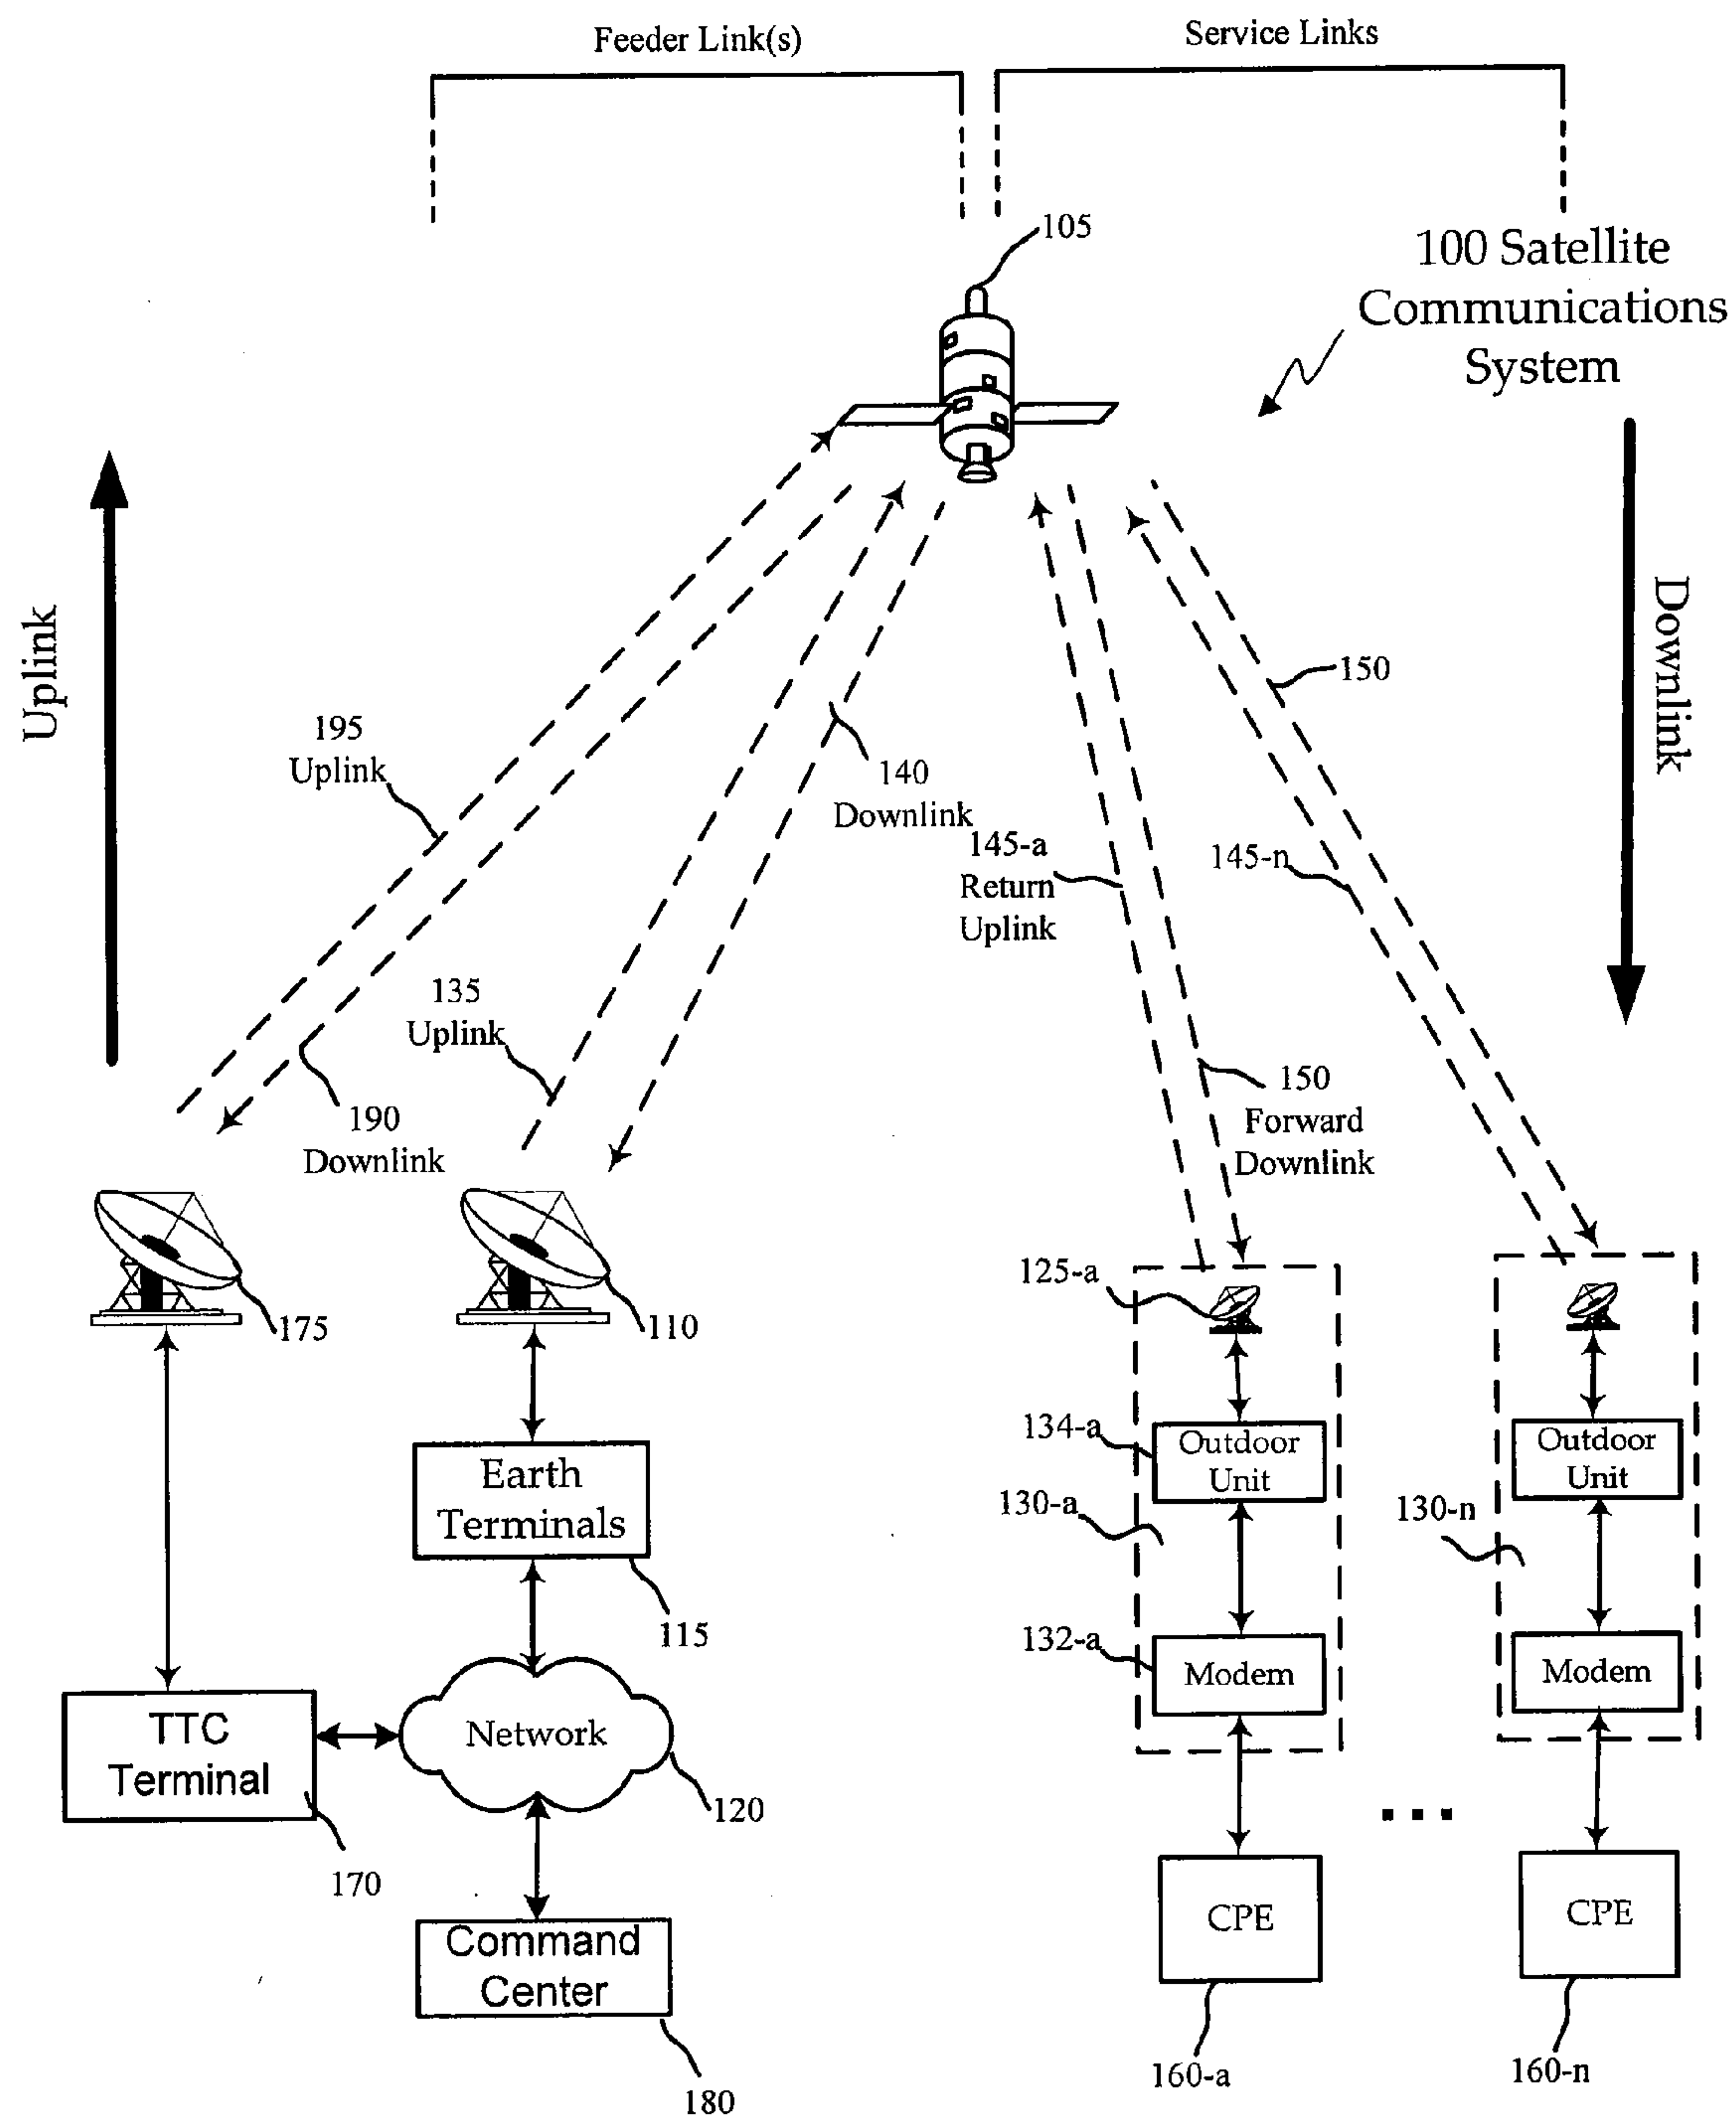 Feeder Link(s)
Service Links
105
100 Satellite
Communications
System
Uplink
Downlink
150
195
Uplink
140
Downlink
145-a
Return
Uplink
145-n
135
Uplink
190
Downlink
150
Forward
Downlink
175
110
125-a
134-a
Outdoor
Unit
Outdoor
Unit
Earth
Terminals
130-a
130-n
115
132-a
Modem
Modem
TTC
Terminal
Network
120
170
CPE
CPE
Command
Center
160-a
160-n
180